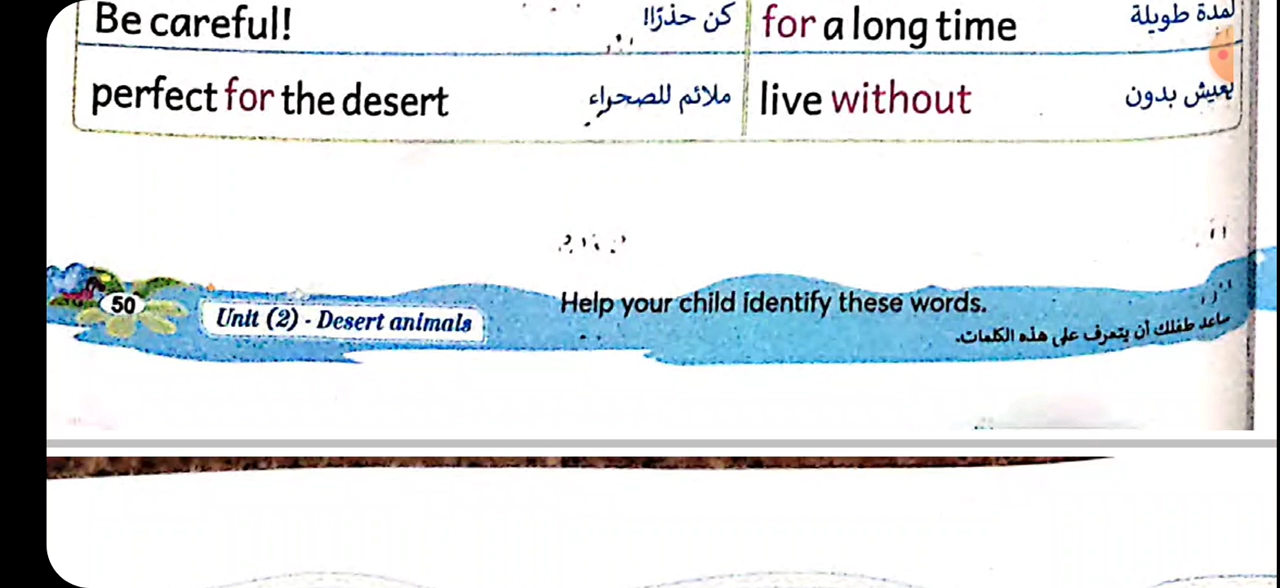 Be careful! كن حذرًا! for a long time لمدة طويلة
perfect for the desert ملائم للصحراء live without يعيش بدون
50
Unit (2) - Desert animals
Help your child identify these words.
ساعد طفلك أن يتعرف على هذه الكلمات.